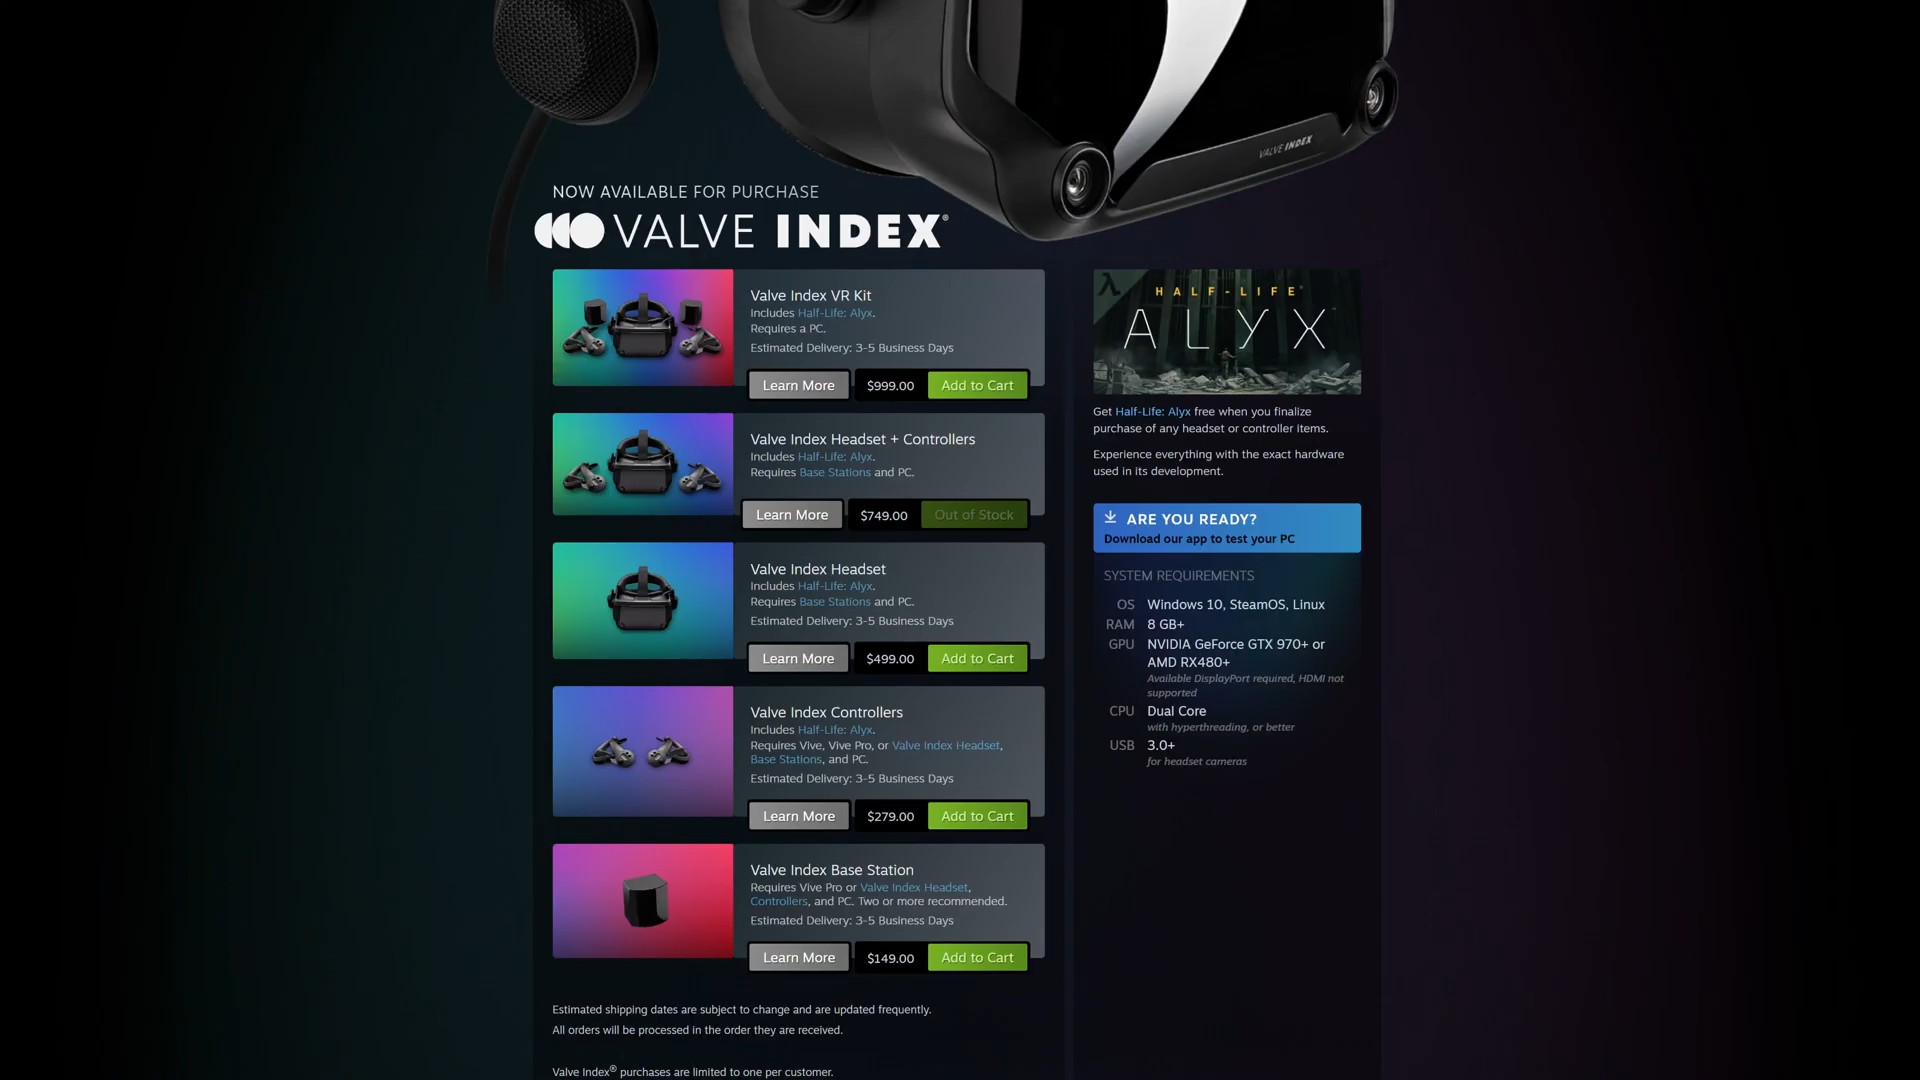 VALVE INDEX
NOW AVAILABLE FOR PURCHASE
VALVE INDEX®
Valve Index VR Kit
Includes Half-Life: Alyx.
Requires a PC.
Estimated Delivery: 3-5 Business Days
Learn More $999.00 Add to Cart
Valve Index Headset + Controllers
Includes Half-Life: Alyx.
Requires Base Stations and PC.
Learn More $749.00 Out of Stock
Valve Index Headset
Includes Half-Life: Alyx.
Requires Base Stations and PC.
Estimated Delivery: 3-5 Business Days
Learn More $499.00 Add to Cart
Valve Index Controllers
Includes Half-Life: Alyx.
Requires Vive, Vive Pro, or Valve Index Headset,
Base Stations, and PC.
Estimated Delivery: 3-5 Business Days
Learn More $279.00 Add to Cart
Valve Index Base Station
Requires Vive Pro or Valve Index Headset,
Controllers, and PC. Two or more recommended.
Estimated Delivery: 3-5 Business Days
Learn More $149.00 Add to Cart
Estimated shipping dates are subject to change and are updated frequently.
All orders will be processed in the order they are received.
Valve Index® purchases are limited to one per customer.
λ
HALF-LIFE
ALYX
Get Half-Life: Alyx free when you finalize
purchase of any headset or controller items.
Experience everything with the exact hardware
used in its development.
ARE YOU READY?
Download our app to test your PC
SYSTEM REQUIREMENTS
OS Windows 10, SteamOS, Linux
RAM 8 GB+
GPU NVIDIA GeForce GTX 970+ or
AMD RX480+
Available DisplayPort required, HDMI not
supported
CPU Dual Core
with hyperthreading, or better
USB 3.0+
for headset cameras